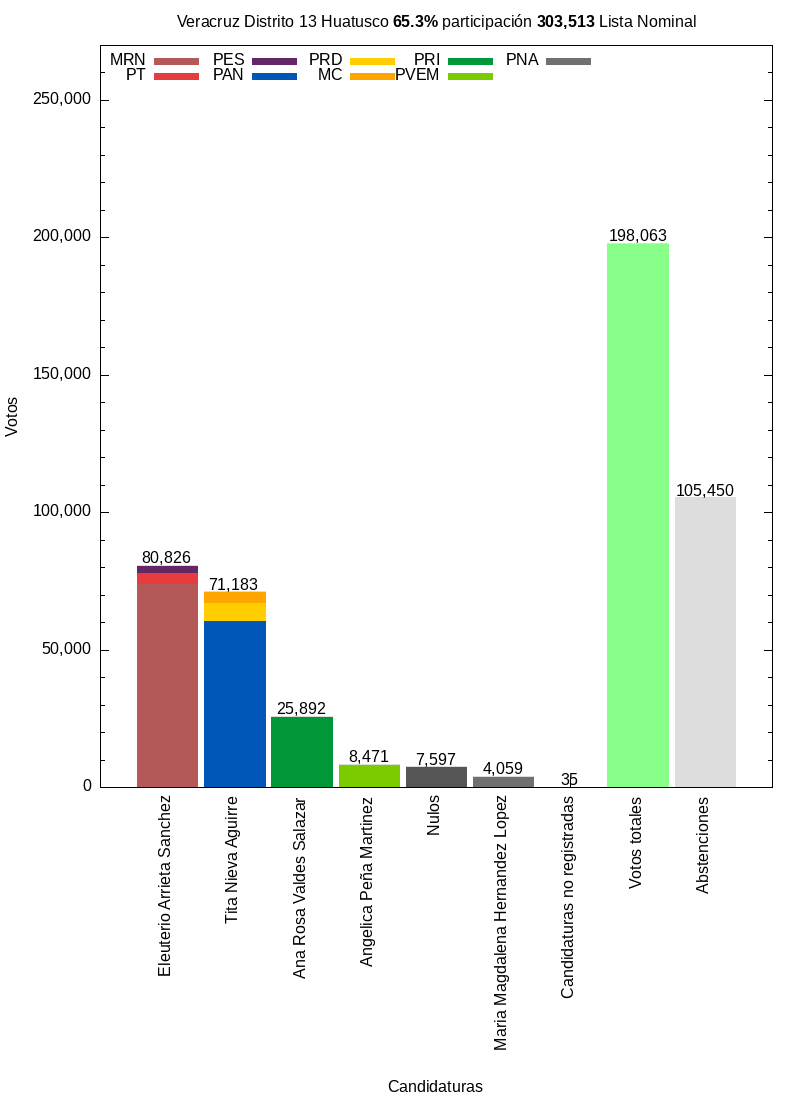 Veracruz Distrito 13 Huatusco 65.3% participación 303,513 Lista Nominal
MRN PES PRD PRI PNA
PT PAN MC PVEM
250,000
200,000
150,000
100,000
50,000
0
Votos
80,826
71,183
25,892
8,471
7,597
4,059
35
198,063
105,450
Eleuterio Arrieta Sanchez
Tita Nieva Aguirre
Ana Rosa Valdes Salazar
Angelica Peña Martinez
Nulos
Maria Magdalena Hernandez Lopez
Candidaturas no registradas
Votos totales
Abstenciones
Candidaturas